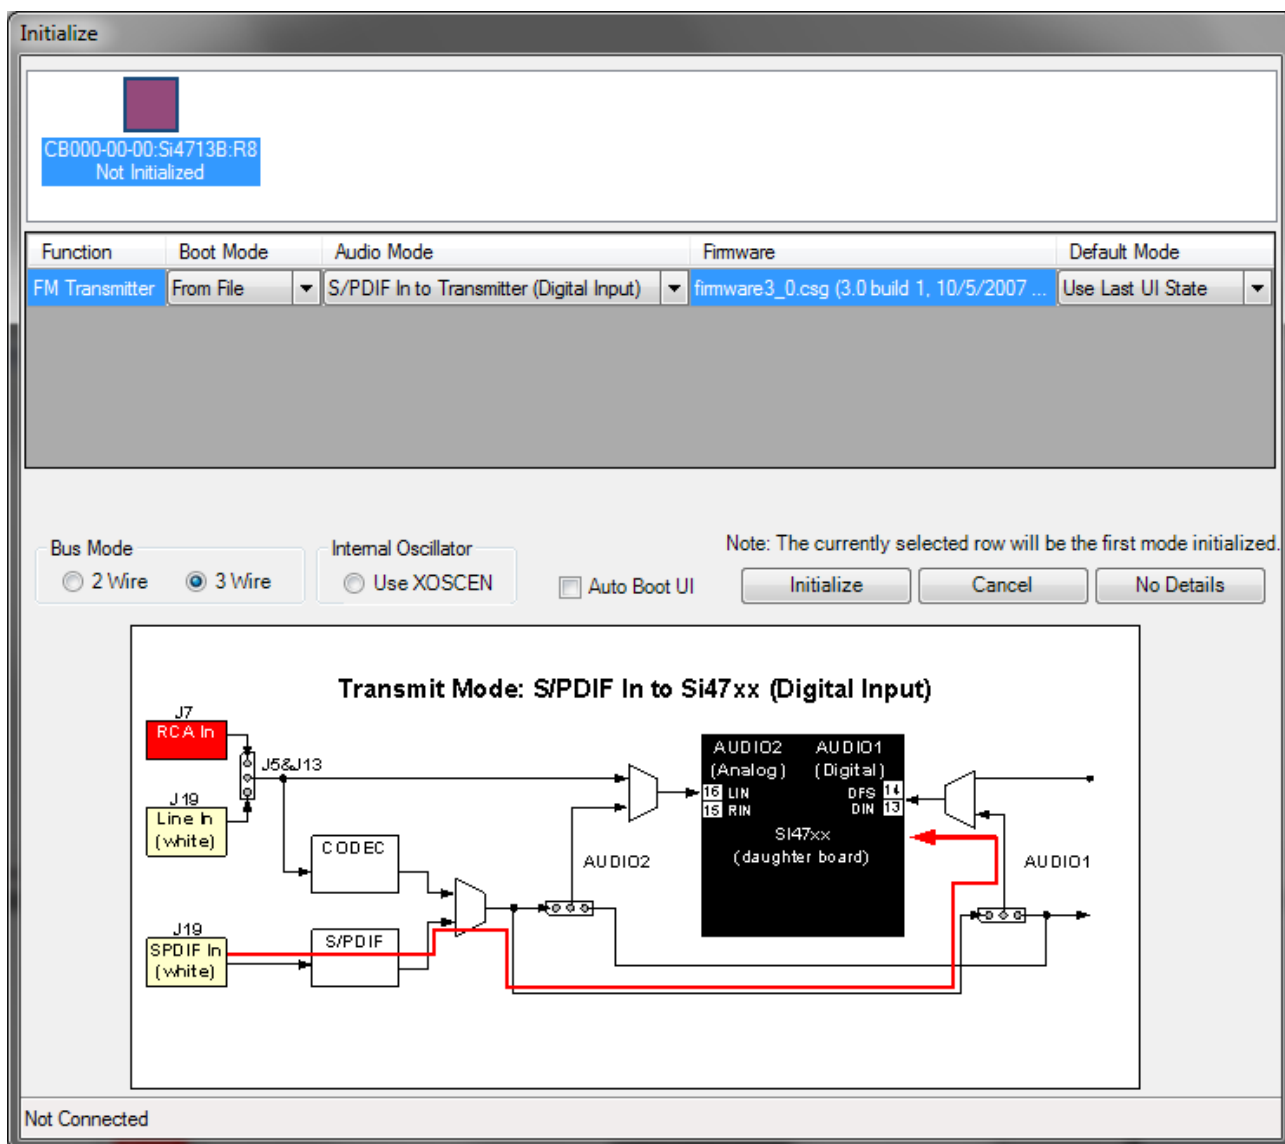 Initialize
CB000-00-00:Si4713B:R8
Not Initialized
Function Boot Mode Audio Mode Firmware Default Mode
FM Transmitter From File S/PDIF In to Transmitter (Digital Input) firmware3_0.csg (3.0 build 1, 10/5/2007 ... Use Last UI State
Note: The currently selected row will be the first mode initialized.
Bus Mode Internal Oscillator
2 Wire 3 Wire Use XOSCEN Auto Boot UI Initialize Cancel No Details
Transmit Mode: S/PDIF In to Si47xx (Digital Input)
J7
RCA In
J5&J13
J19
Line In
(white)
CODEC
J19
SPDIF In
(white)
S/PDIF
AUDIO2 AUDIO1
(Analog) (Digital)
16 LIN DFS 14
15 RIN DIN 13
SI47xx
(daughter board)
AUDIO2
AUDIO1
Not Connected